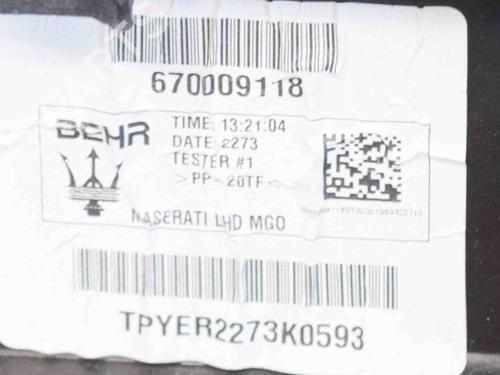 670009118
BEHR
TIME: 13:21:04
DATE: 2273
TESTER #1
>PP-20TF<
MASERATI LHD MGO
TPYER2273K0593